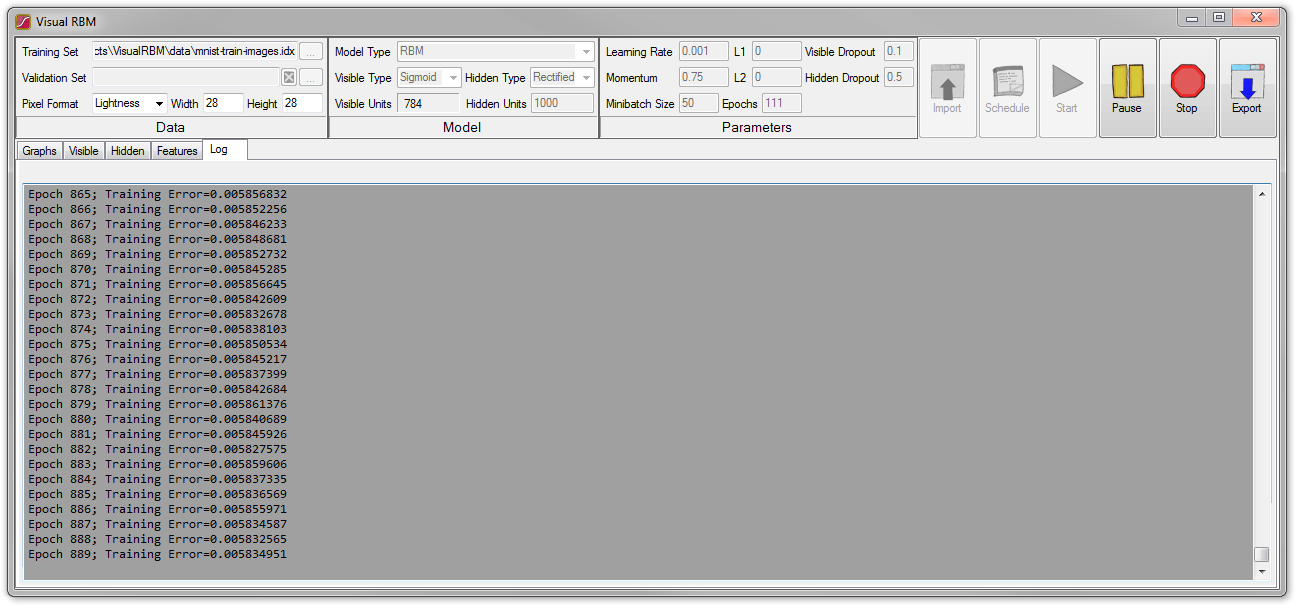 Visual RBM
Training Set cts\VisualRBM\data\mnist-train-images.idx ...
Validation Set ...
Pixel Format Lightness Width 28 Height 28
Data
Model Type RBM
Visible Type Sigmoid Hidden Type Rectified
Visible Units 784 Hidden Units 1000
Model
Learning Rate 0.001 L1 0 Visible Dropout 0.1
Momentum 0.75 L2 0 Hidden Dropout 0.5
Minibatch Size 50 Epochs 111
Parameters
Import Schedule Start Pause Stop Export
Graphs Visible Hidden Features Log
Epoch 865; Training Error=0.005856832
Epoch 866; Training Error=0.005852256
Epoch 867; Training Error=0.005846233
Epoch 868; Training Error=0.005848681
Epoch 869; Training Error=0.005852732
Epoch 870; Training Error=0.005845285
Epoch 871; Training Error=0.005856645
Epoch 872; Training Error=0.005842609
Epoch 873; Training Error=0.005832678
Epoch 874; Training Error=0.005838103
Epoch 875; Training Error=0.005850534
Epoch 876; Training Error=0.005845217
Epoch 877; Training Error=0.005837399
Epoch 878; Training Error=0.005842684
Epoch 879; Training Error=0.005861376
Epoch 880; Training Error=0.005840689
Epoch 881; Training Error=0.005845926
Epoch 882; Training Error=0.005827575
Epoch 883; Training Error=0.005859606
Epoch 884; Training Error=0.005837335
Epoch 885; Training Error=0.005836569
Epoch 886; Training Error=0.005855971
Epoch 887; Training Error=0.005834587
Epoch 888; Training Error=0.005832565
Epoch 889; Training Error=0.005834951